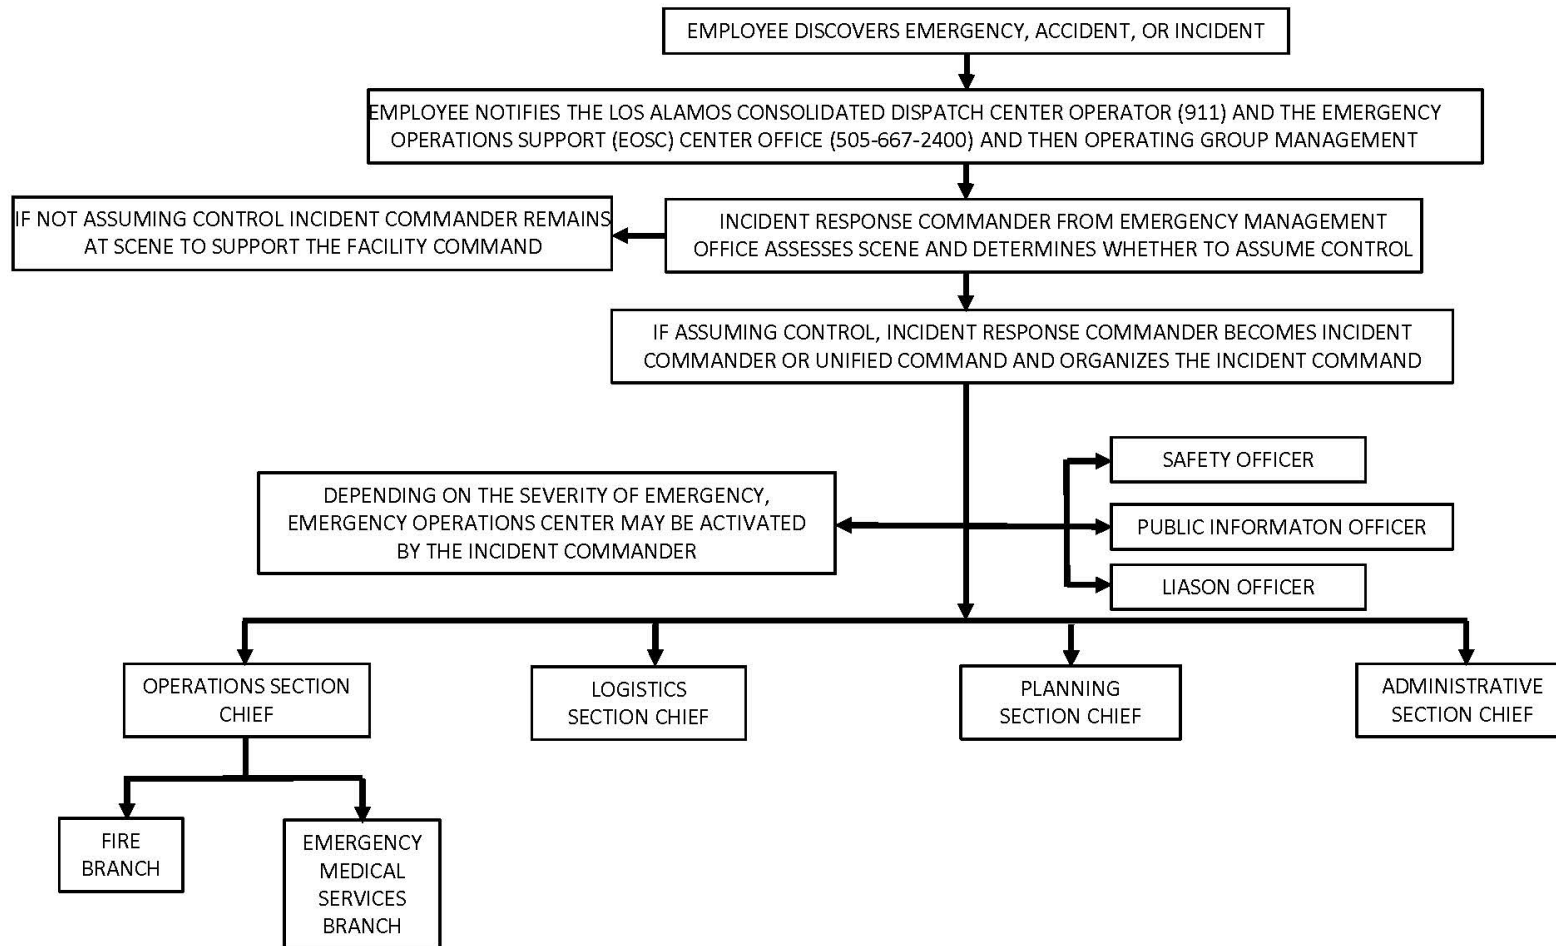 EMPLOYEE DISCOVERS EMERGENCY, ACCIDENT, OR INCIDENT
EMPLOYEE NOTIFIES THE LOS ALAMOS CONSOLIDATED DISPATCH CENTER OPERATOR (911) AND THE EMERGENCY
OPERATIONS SUPPORT (EOSC) CENTER OFFICE (505-667-2400) AND THEN OPERATING GROUP MANAGEMENT
IF NOT ASSUMING CONTROL INCIDENT COMMANDER REMAINS
AT SCENE TO SUPPORT THE FACILITY COMMAND
INCIDENT RESPONSE COMMANDER FROM EMERGENCY MANAGEMENT
OFFICE ASSESSES SCENE AND DETERMINES WHETHER TO ASSUME CONTROL
IF ASSUMING CONTROL, INCIDENT RESPONSE COMMANDER BECOMES INCIDENT
COMMANDER OR UNIFIED COMMAND AND ORGANIZES THE INCIDENT COMMAND
DEPENDING ON THE SEVERITY OF EMERGENCY,
EMERGENCY OPERATIONS CENTER MAY BE ACTIVATED
BY THE INCIDENT COMMANDER
SAFETY OFFICER
PUBLIC INFORMATON OFFICER
LIASON OFFICER
OPERATIONS SECTION
CHIEF
LOGISTICS
SECTION CHIEF
PLANNING
SECTION CHIEF
ADMINISTRATIVE
SECTION CHIEF
FIRE
BRANCH
EMERGENCY
MEDICAL
SERVICES
BRANCH